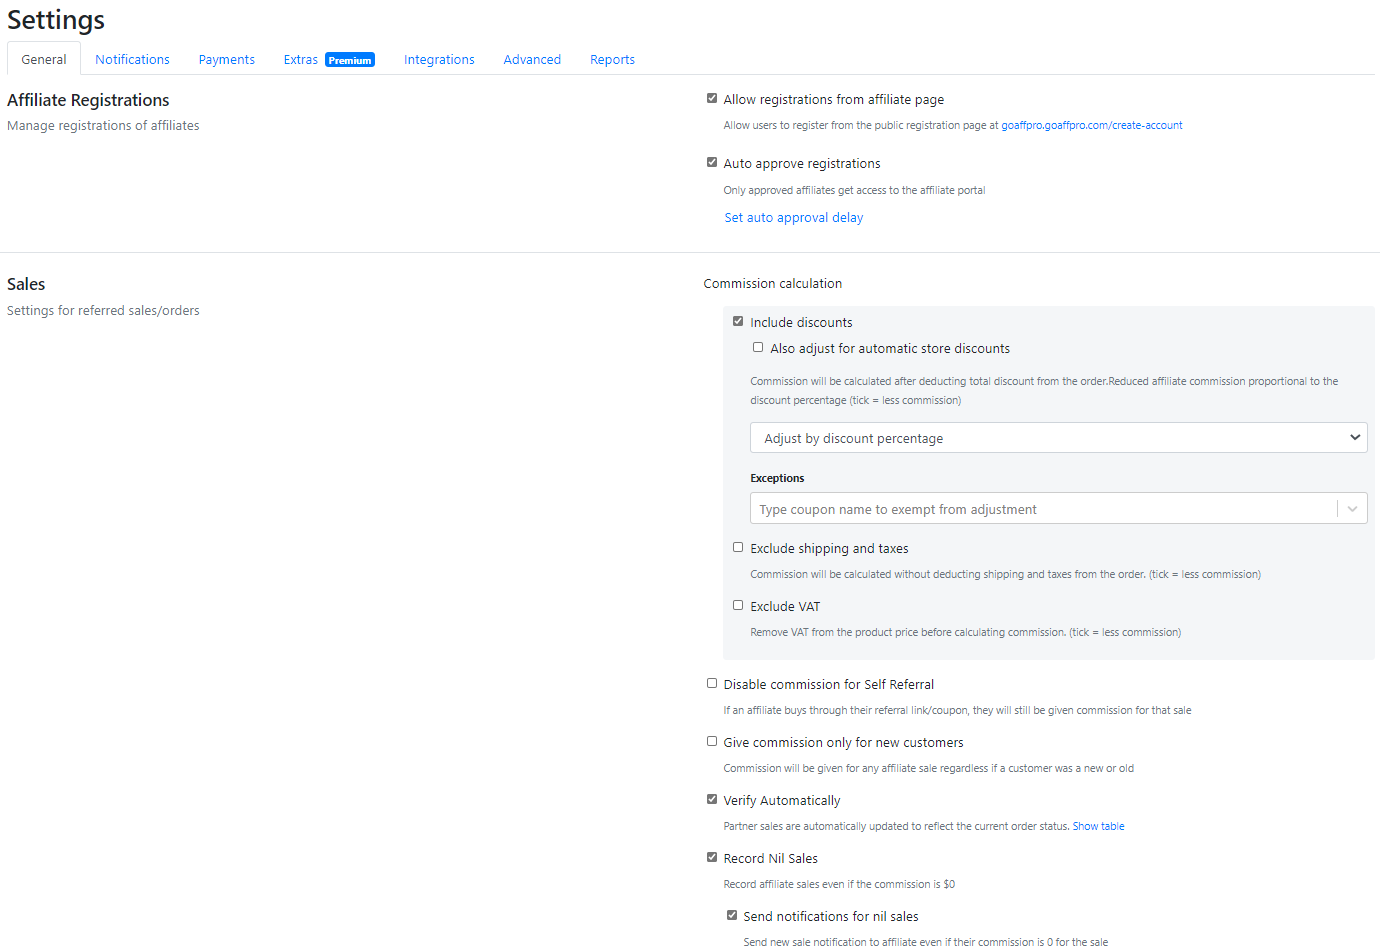 Settings
General Notifications Payments Extras Premium Integrations Advanced Reports
Affiliate Registrations
Manage registrations of affiliates
Allow registrations from affiliate page
Allow users to register from the public registration page at goaffpro.goaffpro.com/create-account
Auto approve registrations
Only approved affiliates get access to the affiliate portal
Set auto approval delay
Sales
Settings for referred sales/orders
Commission calculation
Include discounts
Also adjust for automatic store discounts
Commission will be calculated after deducting total discount from the order.Reduced affiliate commission proportional to the
discount percentage (tick = less commission)
Adjust by discount percentage
Exceptions
Type coupon name to exempt from adjustment
Exclude shipping and taxes
Commission will be calculated without deducting shipping and taxes from the order. (tick = less commission)
Exclude VAT
Remove VAT from the product price before calculating commission. (tick = less commission)
Disable commission for Self Referral
If an affiliate buys through their referral link/coupon, they will still be given commission for that sale
Give commission only for new customers
Commission will be given for any affiliate sale regardless if a customer was a new or old
Verify Automatically
Partner sales are automatically updated to reflect the current order status. Show table
Record Nil Sales
Record affiliate sales even if the commission is $0
Send notifications for nil sales
Send new sale notification to affiliate even if their commission is 0 for the sale